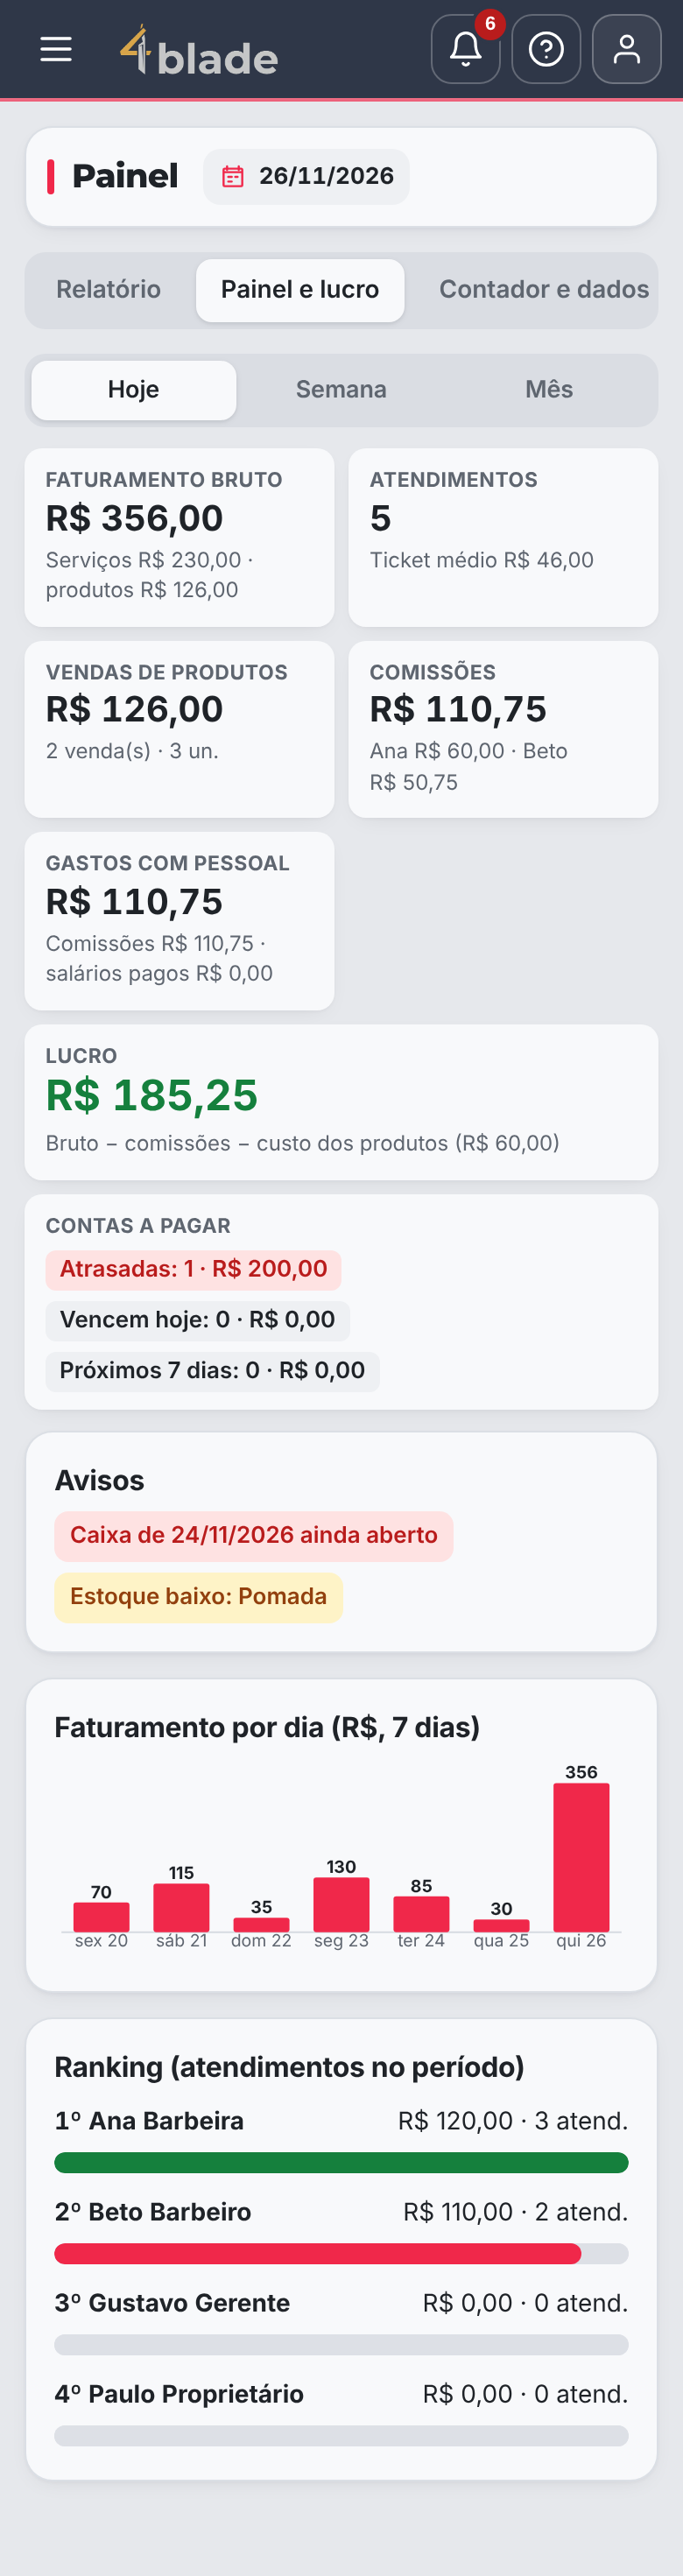 4blade
6
Painel
26/11/2026
Relatório
Painel e lucro
Contador e dados
Hoje
Semana
Mês
FATURAMENTO BRUTO
R$ 356,00
Serviços R$ 230,00 ·
produtos R$ 126,00
ATENDIMENTOS
5
Ticket médio R$ 46,00
VENDAS DE PRODUTOS
R$ 126,00
2 venda(s) · 3 un.
COMISSÕES
R$ 110,75
Ana R$ 60,00 · Beto
R$ 50,75
GASTOS COM PESSOAL
R$ 110,75
Comissões R$ 110,75 ·
salários pagos R$ 0,00
LUCRO
R$ 185,25
Bruto − comissões − custo dos produtos (R$ 60,00)
CONTAS A PAGAR
Atrasadas: 1 · R$ 200,00
Vencem hoje: 0 · R$ 0,00
Próximos 7 dias: 0 · R$ 0,00
Avisos
Caixa de 24/11/2026 ainda aberto
Estoque baixo: Pomada
Faturamento por dia (R$, 7 dias)
70
115
35
130
85
30
356
sex 20
sáb 21
dom 22
seg 23
ter 24
qua 25
qui 26
Ranking (atendimentos no período)
1º Ana Barbeira
R$ 120,00 · 3 atend.
2º Beto Barbeiro
R$ 110,00 · 2 atend.
3º Gustavo Gerente
R$ 0,00 · 0 atend.
4º Paulo Proprietário
R$ 0,00 · 0 atend.